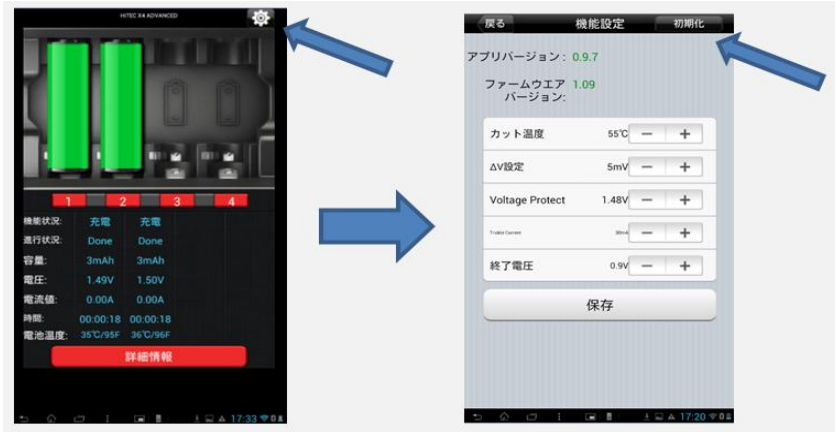 HITEC X4 ADVANCED
1 2 3 4
機能状況: 充電 充電
進行状況: Done Done
容量: 3mAh 3mAh
電圧: 1.49V 1.50V
電流値: 0.00A 0.00A
時間: 00:00:18 00:00:18
電池温度: 35℃/95F 36℃/96F
詳細情報
17:33
戻る 機能設定 初期化
アプリバージョン: 0.9.7
ファームウエア 1.09
バージョン:
カット温度 55℃ − +
ΔV設定 5mV − +
Voltage Protect 1.48V − +
− +
終了電圧 0.9V − +
保存
17:20